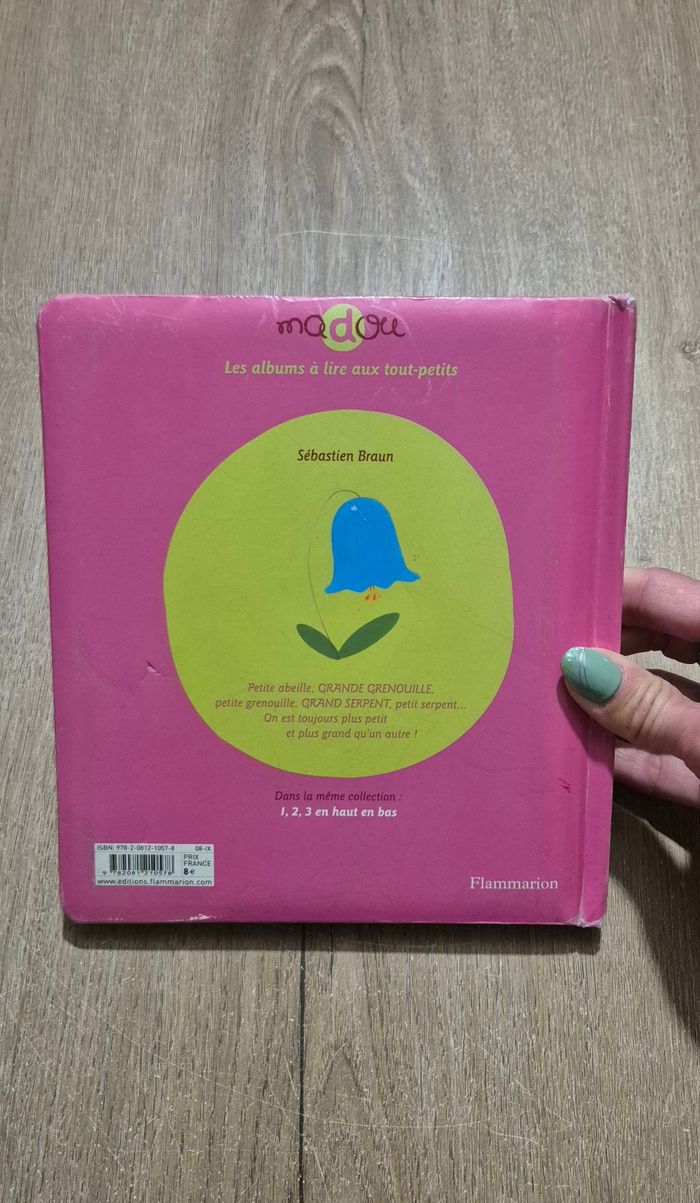 madou
Les albums à lire aux tout-petits
Sébastien Braun
Petite abeille, GRANDE GRENOUILLE,
petite grenouille, GRAND SERPENT, petit serpent...
On est toujours plus petit
et plus grand qu'un autre !
Dans la même collection :
1, 2, 3 en haut en bas
ISBN: 978-2-0812-1057-8 08-IX
PRIX
FRANCE
8 €
9 782081 210578
www.editions.flammarion.com
Flammarion